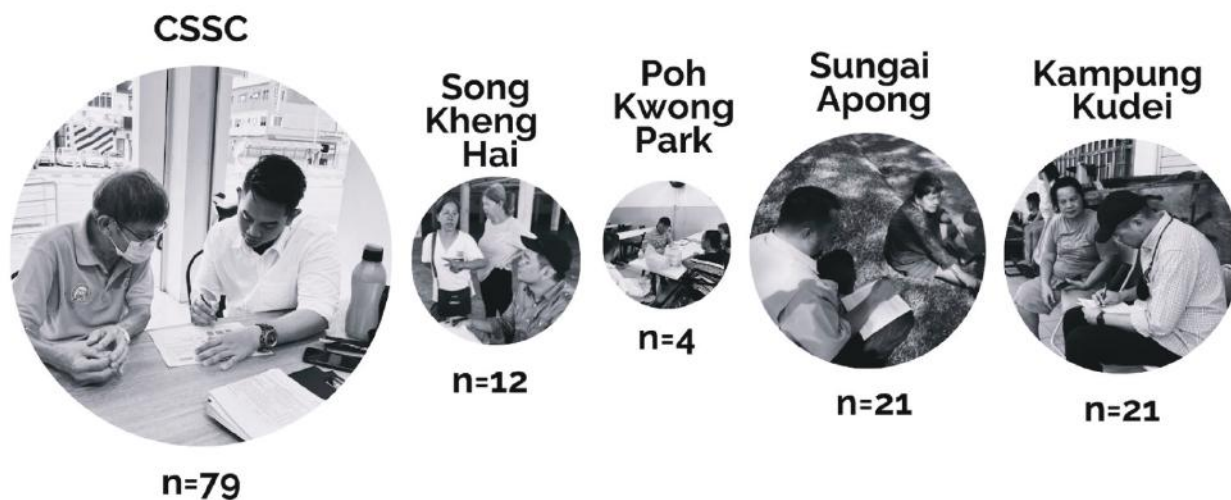 CSSC
n=79
Song
Kheng
Hai
n=12
Poh
Kwong
Park
n=4
Sungai
Apong
n=21
Kampung
Kudei
n=21